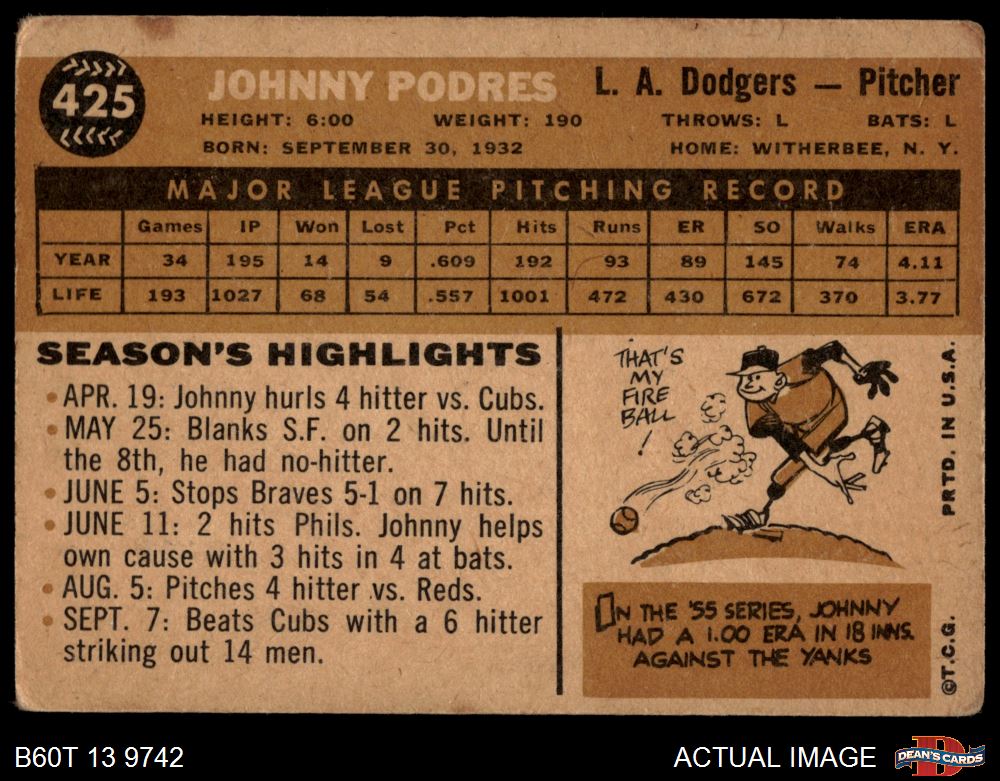 425
JOHNNY PODRES
L. A. Dodgers — Pitcher
HEIGHT: 6:00 WEIGHT: 190 THROWS: L BATS: L
BORN: SEPTEMBER 30, 1932 HOME: WITHERBEE, N. Y.
MAJOR LEAGUE PITCHING RECORD
Games IP Won Lost Pct Hits Runs ER SO Walks ERA
YEAR 34 195 14 9 .609 192 93 89 145 74 4.11
LIFE 193 1027 68 54 .557 1001 472 430 672 370 3.77
SEASON'S HIGHLIGHTS
• APR. 19: Johnny hurls 4 hitter vs. Cubs.
• MAY 25: Blanks S.F. on 2 hits. Until
the 8th, he had no-hitter.
• JUNE 5: Stops Braves 5-1 on 7 hits.
• JUNE 11: 2 hits Phils. Johnny helps
own cause with 3 hits in 4 at bats.
• AUG. 5: Pitches 4 hitter vs. Reds.
• SEPT. 7: Beats Cubs with a 6 hitter
striking out 14 men.
THAT'S
MY
FIRE
BALL
!
ON THE '55 SERIES, JOHNNY
HAD A 1.00 ERA IN 18 INNS.
AGAINST THE YANKS
PRTD. IN U.S.A.
©T.C.G.
B60T 13 9742
ACTUAL IMAGE
DEAN'S CARDS